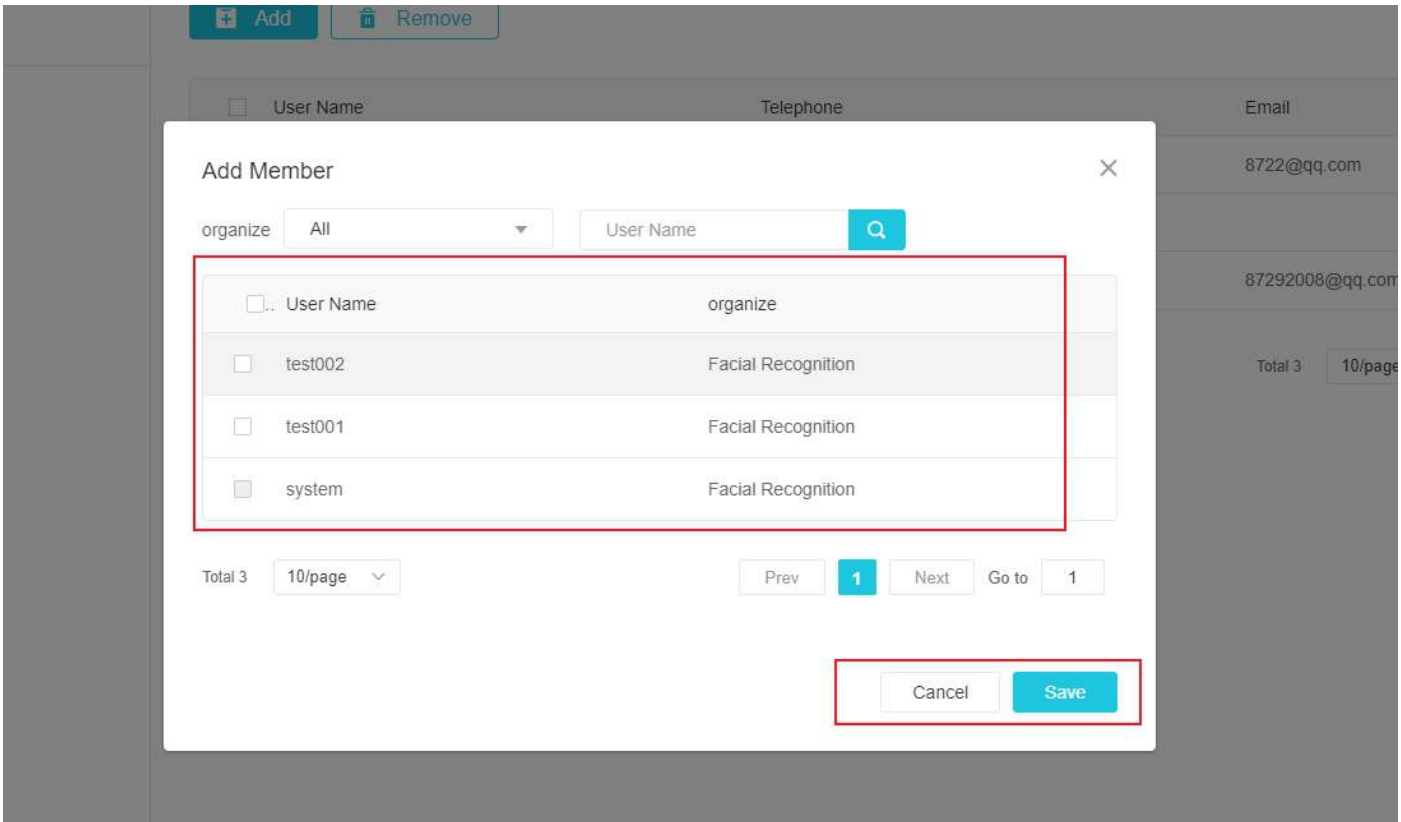 Add Remove
User Name Telephone Email
8722@qq.com
Add Member
organize All User Name
87292008@qq.com
.. User Name organize
test002 Facial Recognition
Total 3 10/page
test001 Facial Recognition
system Facial Recognition
Total 3 10/page Prev 1 Next Go to 1
Cancel Save